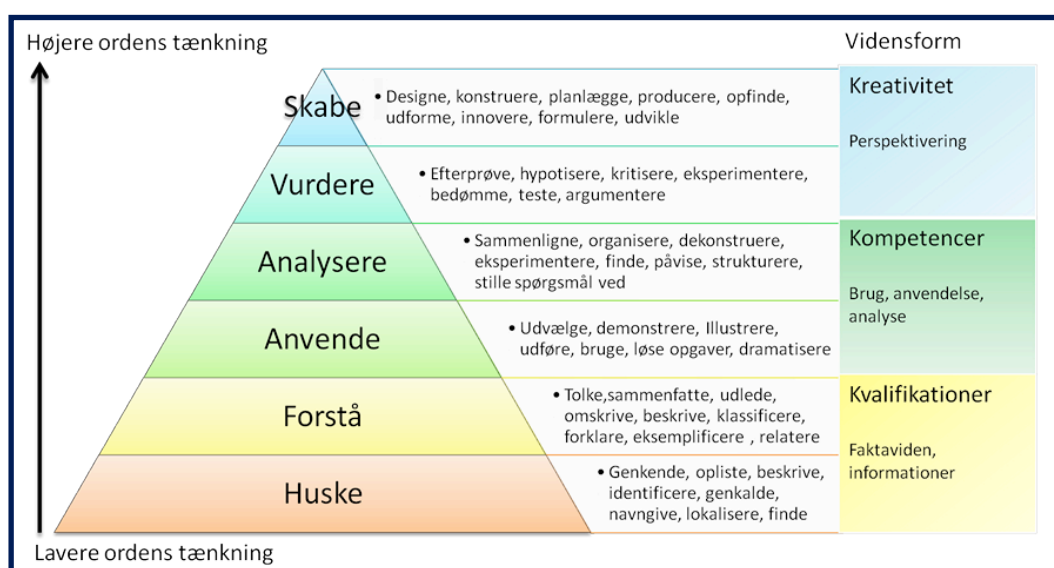 Højere ordens tænkning
Vidensform
Skabe
• Designe, konstruere, planlægge, producere, opfinde,
udforme, innovere, formulere, udvikle
Kreativitet
Perspektivering
Vurdere
• Efterprøve, hypotisere, kritisere, eksperimentere,
bedømme, teste, argumentere
Analysere
• Sammenligne, organisere, dekonstruere,
eksperimentere, finde, påvise, strukturere,
stille spørgsmål ved
Kompetencer
Brug, anvendelse,
analyse
Anvende
• Udvælge, demonstrere, Illustrere,
udføre, bruge, løse opgaver, dramatisere
Forstå
• Tolke,sammenfatte, udlede,
omskrive, beskrive, klassificere,
forklare, eksemplificere , relatere
Kvalifikationer
Faktaviden,
informationer
Huske
• Genkende, opliste, beskrive,
identificere, genkalde,
navngive, lokalisere, finde
Lavere ordens tænkning